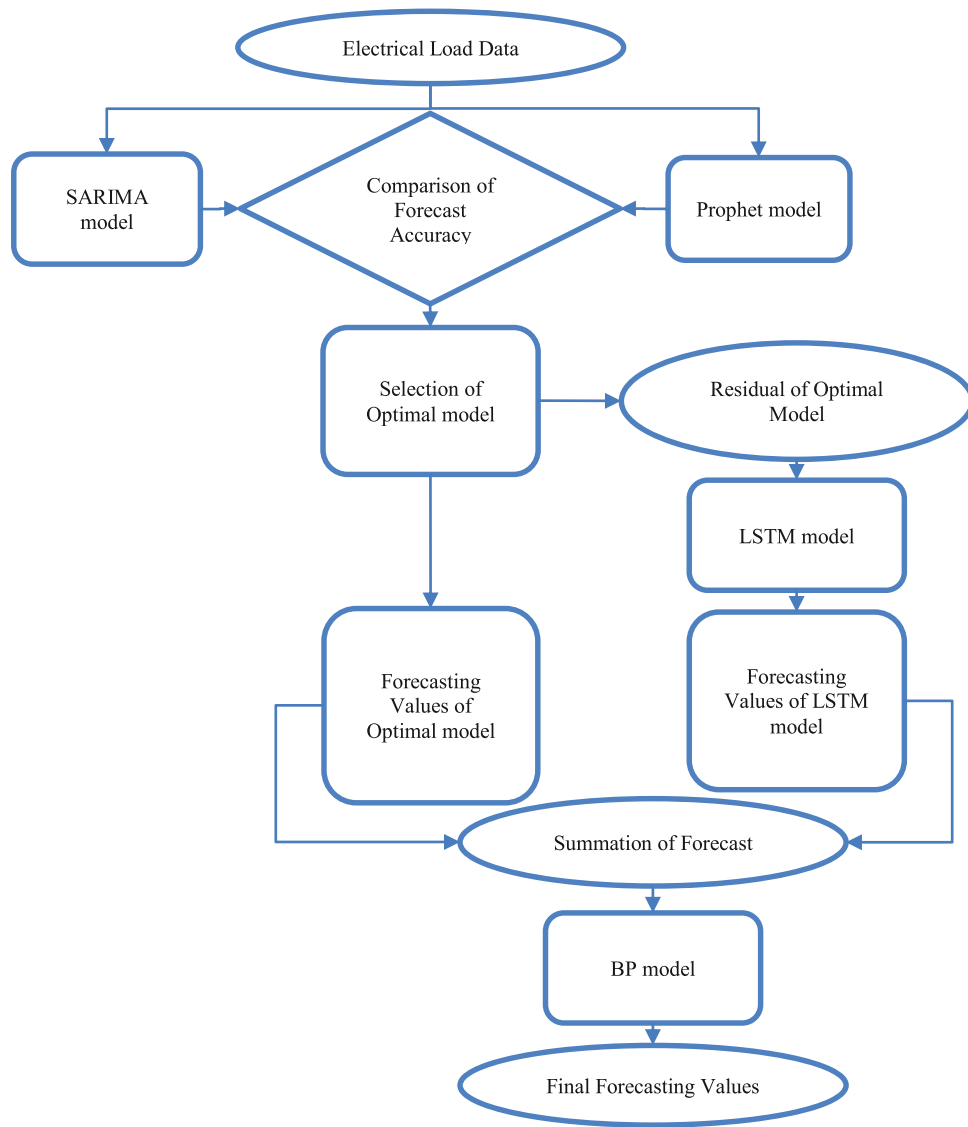 Electrical Load Data
SARIMA
model
Comparison of
Forecast
Accuracy
Prophet model
Selection of
Optimal model
Residual of Optimal
Model
LSTM model
Forecasting
Values of
Optimal model
Forecasting
Values of LSTM
model
Summation of Forecast
BP model
Final Forecasting Values